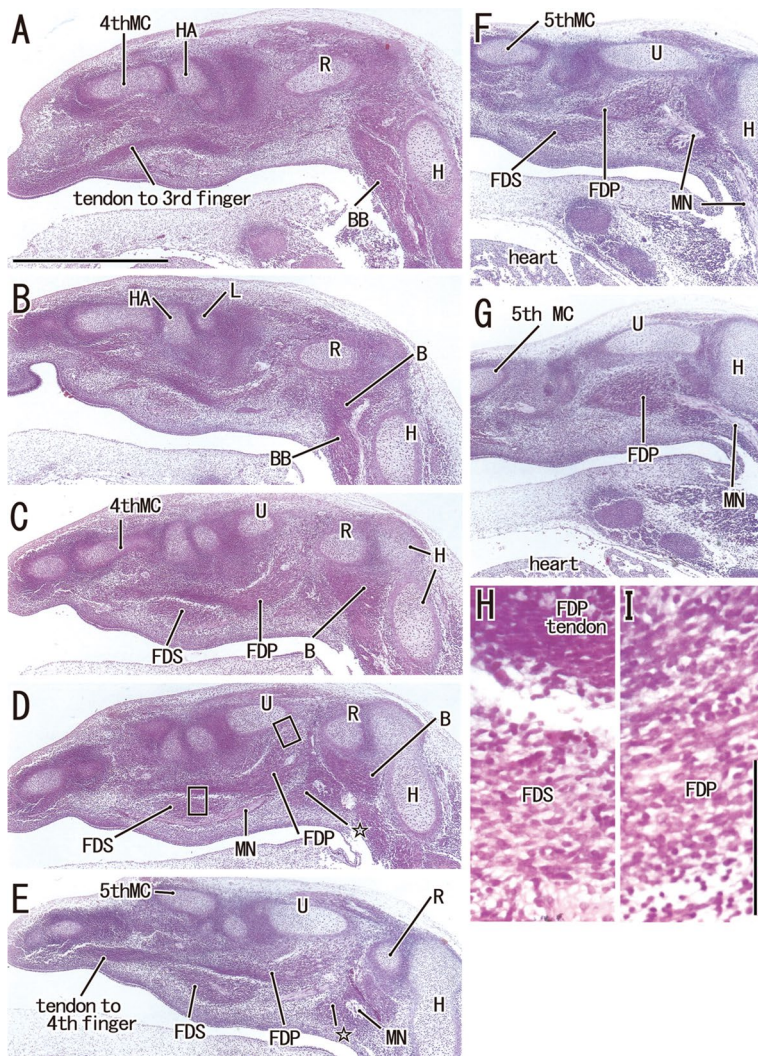 A
4thMC
HA
R
H
tendon to 3rd finger
BB
B
HA
L
R
B
BB
H
C
4thMC
U
R
H
FDS
FDP
B
D
U
R
B
H
FDS
MN
FDP
E
5thMC
U
R
H
tendon to
4th finger
FDS
FDP
MN
F
5thMC
U
H
FDS
FDP
MN
heart
G
5th MC
U
H
FDP
MN
heart
H
FDP
tendon
FDS
I
FDP